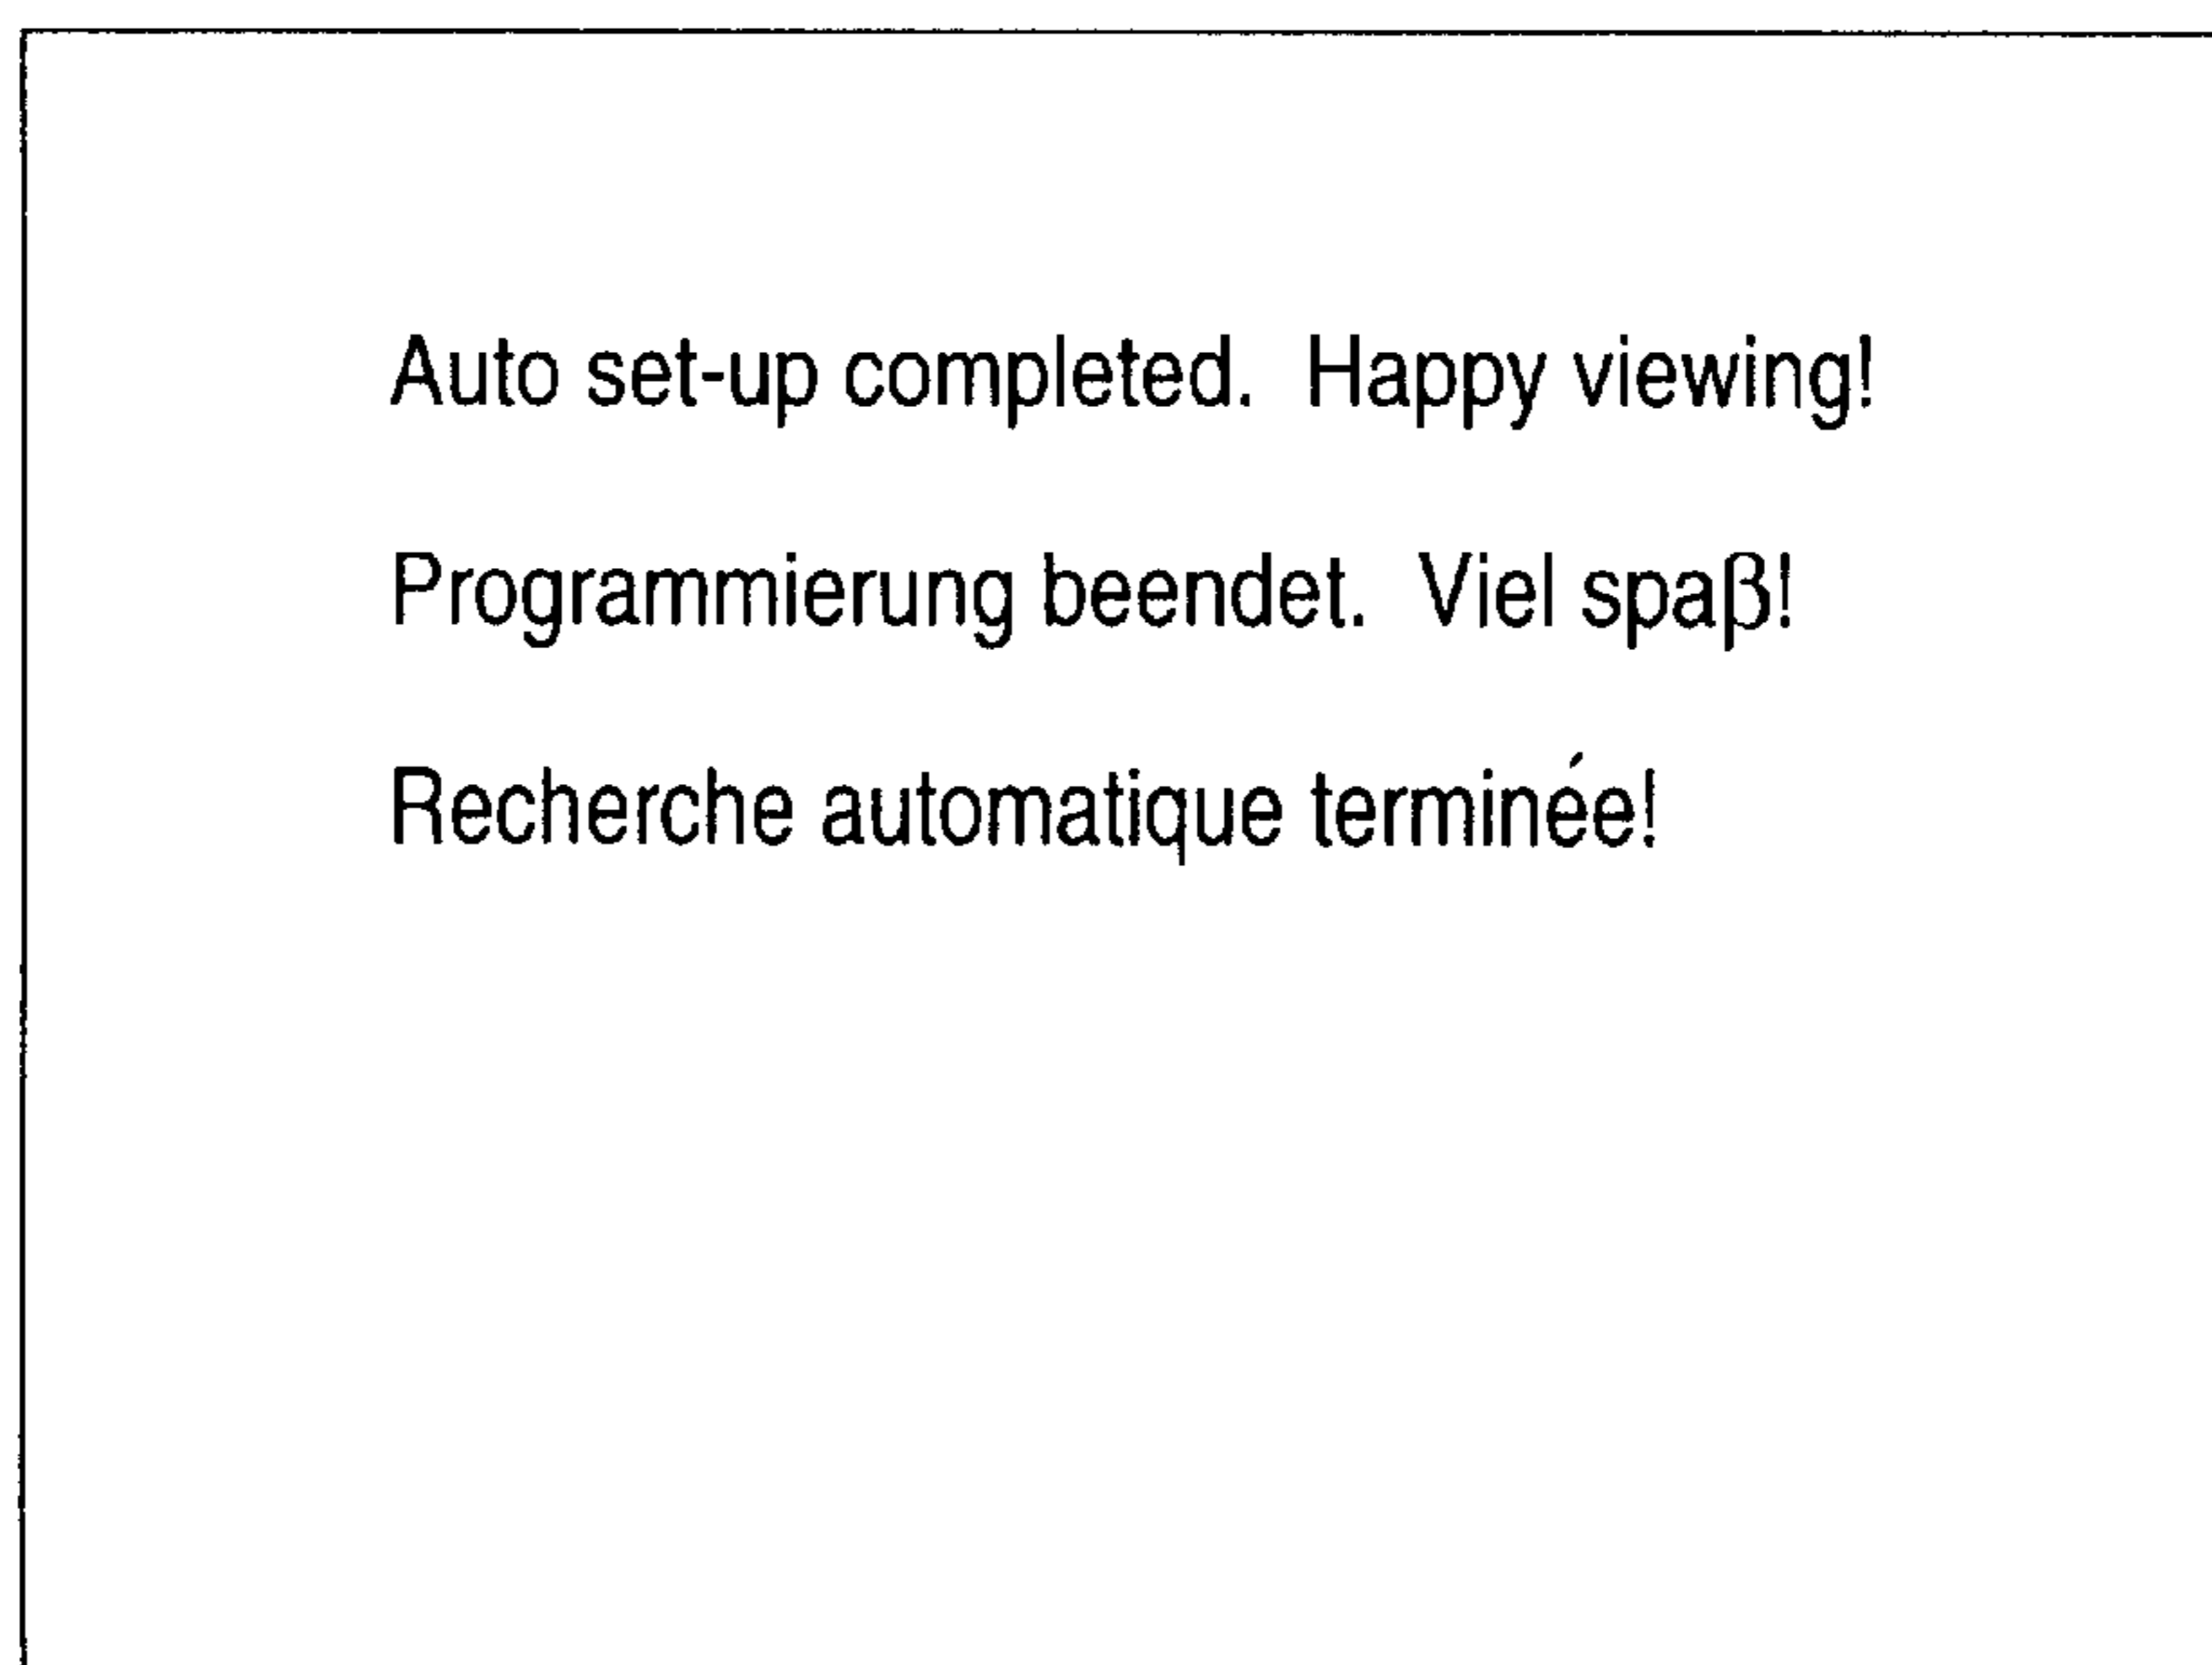 Auto set-up completed.  Happy viewing!
Programmierung beendet.  Viel spaβ!
Recherche automatique terminée!